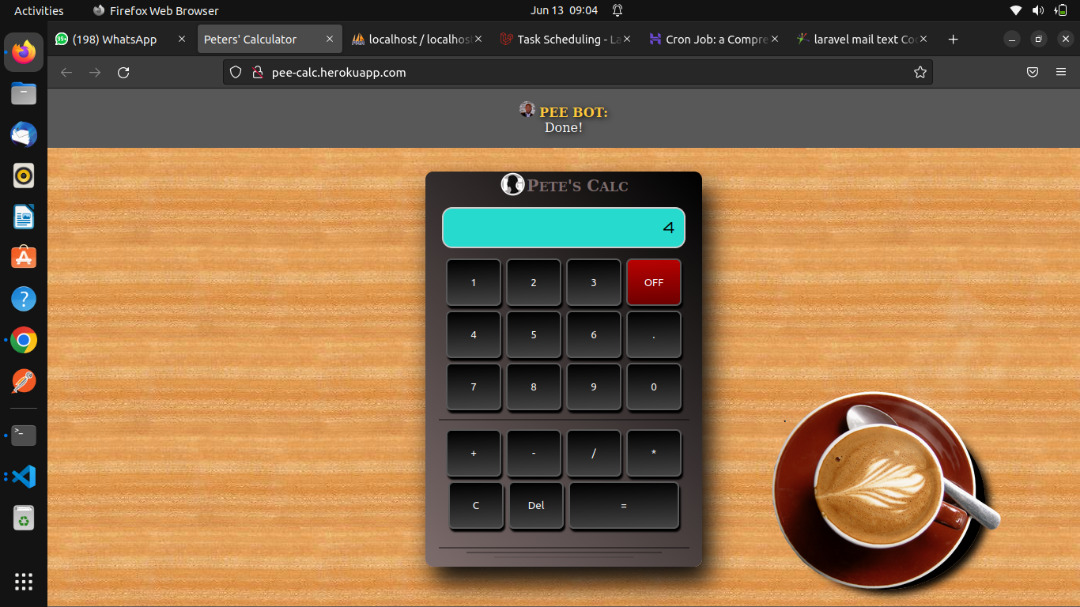 Activities Firefox Web Browser Jun 13 09:04
(198) WhatsApp Peters' Calculator localhost / localhos Task Scheduling - La Cron Job: a Compre laravel mail text Co
pee-calc.herokuapp.com
PEE BOT:
Done!
PETE'S CALC
4
1 2 3 OFF
4 5 6 .
7 8 9 0
+ - / *
C Del =